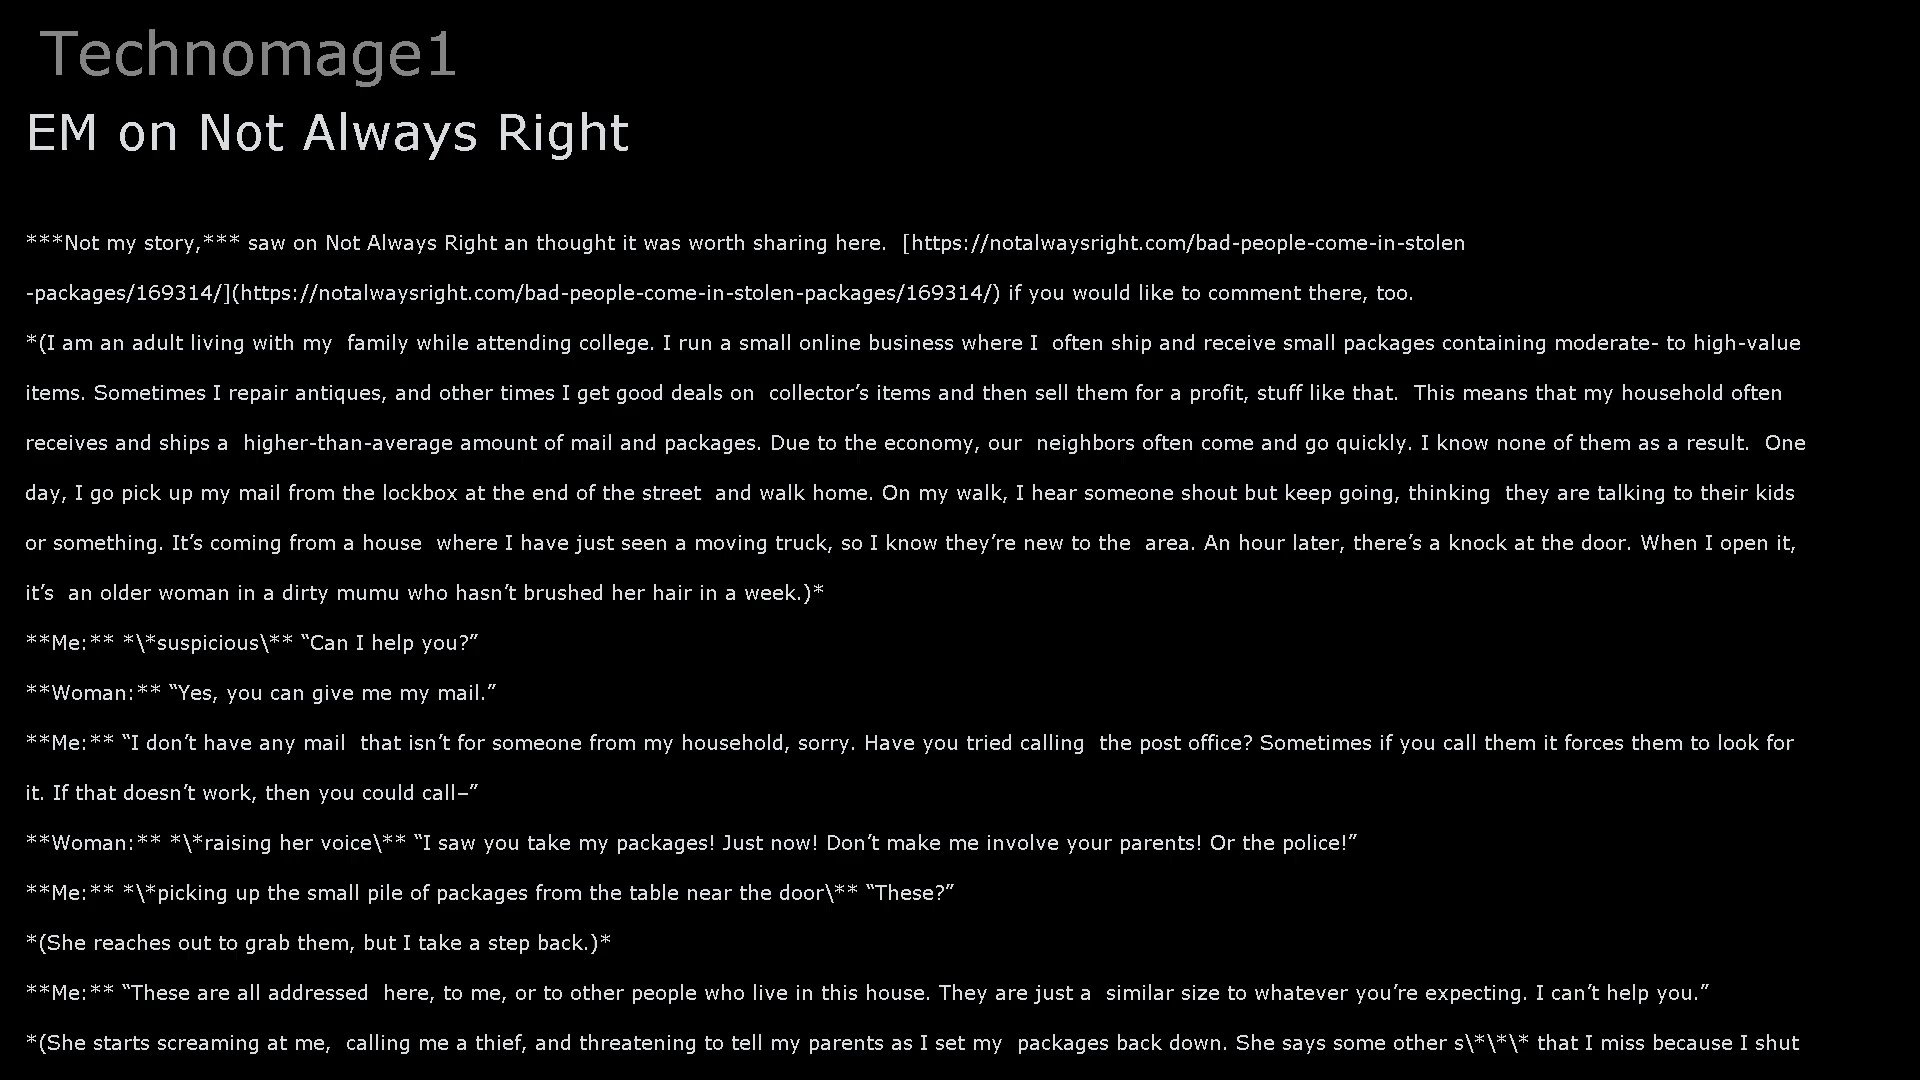 Technomage1
EM on Not Always Right
***Not my story,*** saw on Not Always Right an thought it was worth sharing here.  [https://notalwaysright.com/bad-people-come-in-stolen
-packages/169314/](https://notalwaysright.com/bad-people-come-in-stolen-packages/169314/) if you would like to comment there, too.
*(I am an adult living with my  family while attending college. I run a small online business where I  often ship and receive small packages containing moderate- to high-value
items. Sometimes I repair antiques, and other times I get good deals on  collector’s items and then sell them for a profit, stuff like that.  This means that my household often
receives and ships a  higher-than-average amount of mail and packages. Due to the economy, our  neighbors often come and go quickly. I know none of them as a result.  One
day, I go pick up my mail from the lockbox at the end of the street  and walk home. On my walk, I hear someone shout but keep going, thinking  they are talking to their kids
or something. It’s coming from a house  where I have just seen a moving truck, so I know they’re new to the  area. An hour later, there’s a knock at the door. When I open it,
it’s  an older woman in a dirty mumu who hasn’t brushed her hair in a week.)*
**Me:** *\*suspicious\** “Can I help you?”
**Woman:** “Yes, you can give me my mail.”
**Me:** “I don’t have any mail  that isn’t for someone from my household, sorry. Have you tried calling  the post office? Sometimes if you call them it forces them to look for
it. If that doesn’t work, then you could call–”
**Woman:** *\*raising her voice\** “I saw you take my packages! Just now! Don’t make me involve your parents! Or the police!”
**Me:** *\*picking up the small pile of packages from the table near the door\** “These?”
*(She reaches out to grab them, but I take a step back.)*
**Me:** “These are all addressed  here, to me, or to other people who live in this house. They are just a  similar size to whatever you’re expecting. I can’t help you.”
*(She starts screaming at me,  calling me a thief, and threatening to tell my parents as I set my  packages back down. She says some other s\*\*\* that I miss because I shut